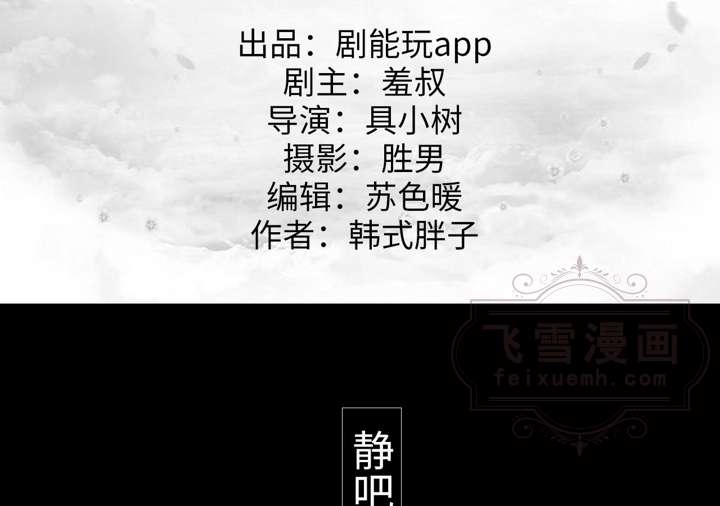 出品：剧能玩app
剧主：羞叔
导演：具小树
摄影：胜男
编辑：苏色暖
作者：韩式胖子
飞雪漫画
feixuemh.com
静吧